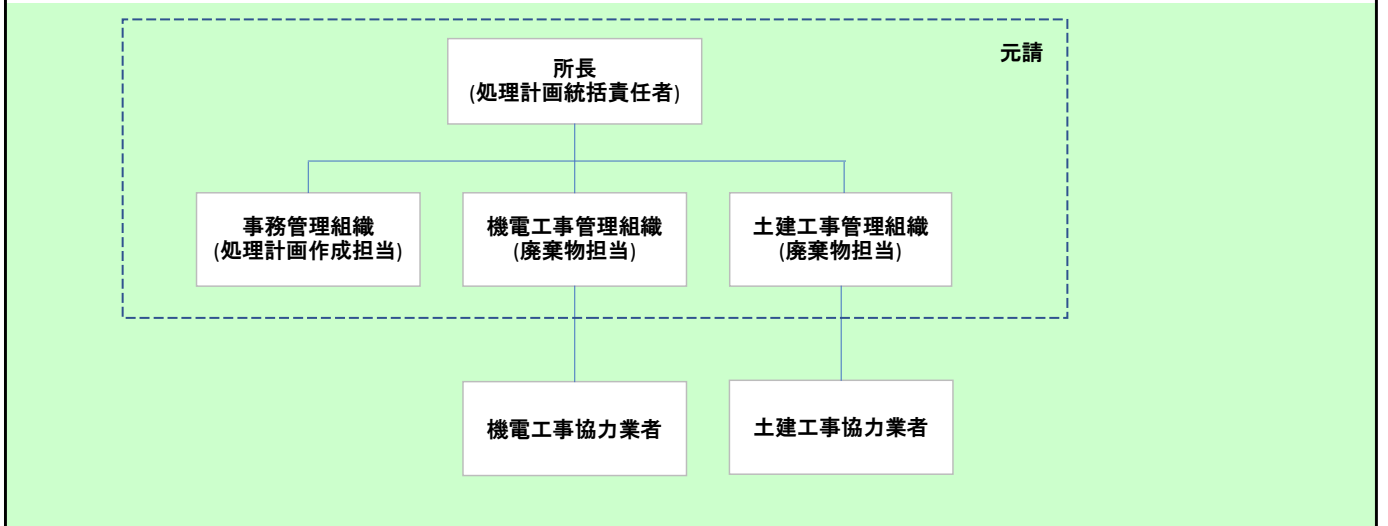 元請
所長
(処理計画統括責任者)
事務管理組織
(処理計画作成担当)
機電工事管理組織
(廃棄物担当)
土建工事管理組織
(廃棄物担当)
機電工事協力業者
土建工事協力業者